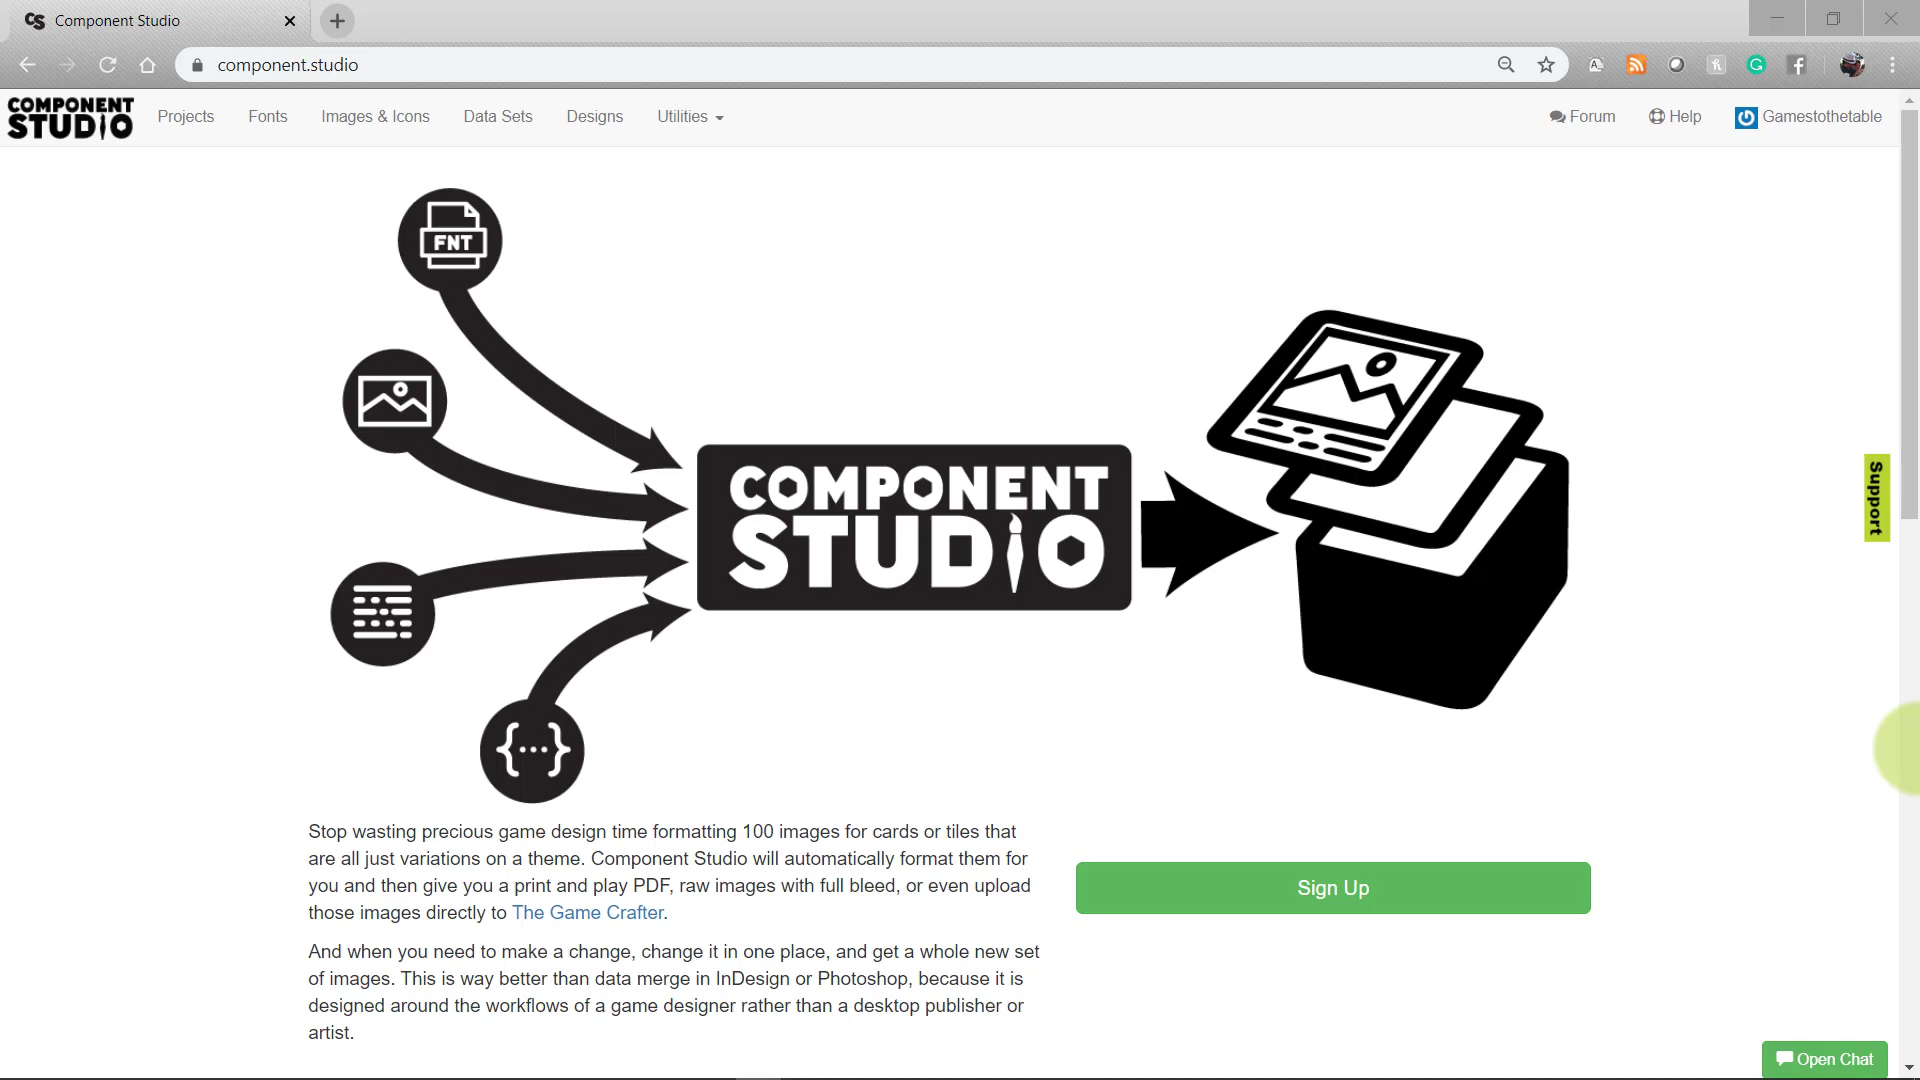 Component Studio
component.studio
COMPONENT
STUDIO
Projects
Fonts
Images & Icons
Data Sets
Designs
Utilities
Forum
Help
Gamestothetable
FNT
COMPONENT
STUDIO
{...}
Support
Stop wasting precious game design time formatting 100 images for cards or tiles that
are all just variations on a theme. Component Studio will automatically format them for
you and then give you a print and play PDF, raw images with full bleed, or even upload
those images directly to The Game Crafter.
Sign Up
And when you need to make a change, change it in one place, and get a whole new set
of images. This is way better than data merge in InDesign or Photoshop, because it is
designed around the workflows of a game designer rather than a desktop publisher or
artist.
Open Chat